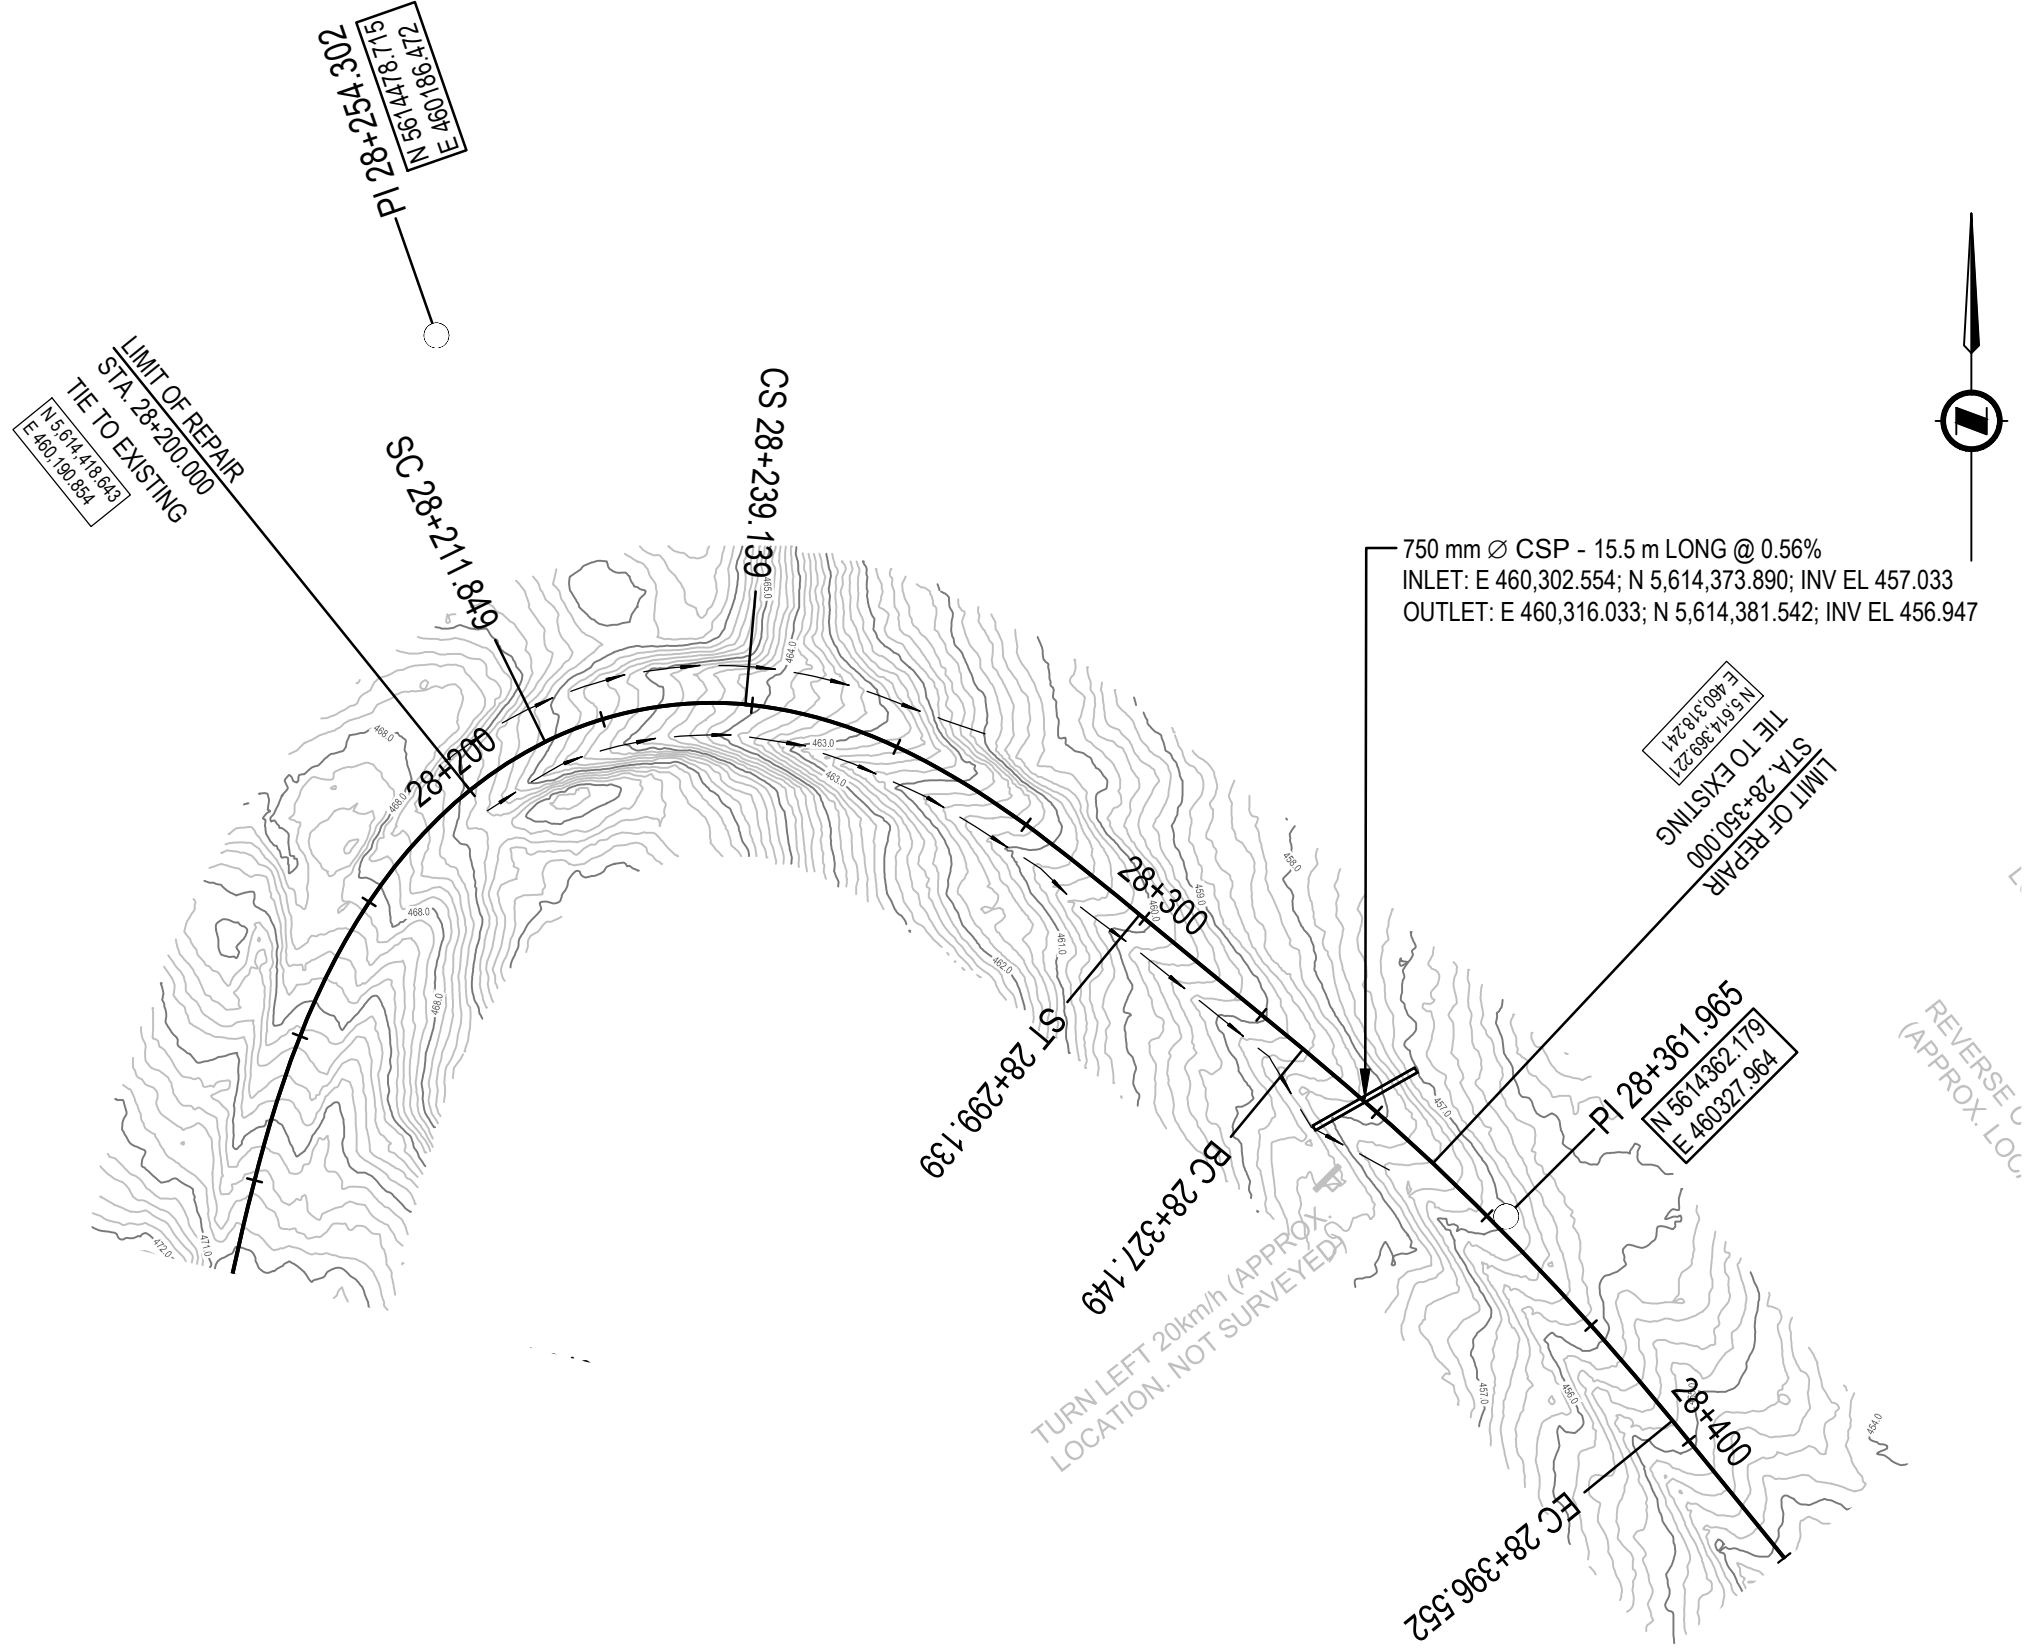 PI 28+254.302
N 5614478.715
E 460186.472
LIMIT OF REPAIR
STA. 28+200.000
TIE TO EXISTING
N 5,614,418.643
E 460,190.854
SC 28+211.849
CS 28+239.139
28+200
750 mm Ø CSP - 15.5 m LONG @ 0.56%
INLET: E 460,302.554; N 5,614,373.890; INV EL 457.033
OUTLET: E 460,316.033; N 5,614,381.542; INV EL 456.947
LIMIT OF REPAIR
STA. 28+350.000
TIE TO EXISTING
N 5,614,369.221
E 460,318.241
28+300
ST 28+299.139
BC 28+327.149
PI 28+361.965
N 5614362.179
E 460327.964
REVERSE
(APPROX.
TURN LEFT 20km/h (APPROX.
LOCATION. NOT SURVEYED)
28+400
EC 28+396.552
465.0
464.0
463.0
463.0
468.0
468.0
468.0
468.0
472.0
471.0
462.0
461.0
460.0
459.0
458.0
457.0
457.0
456.0
454.0